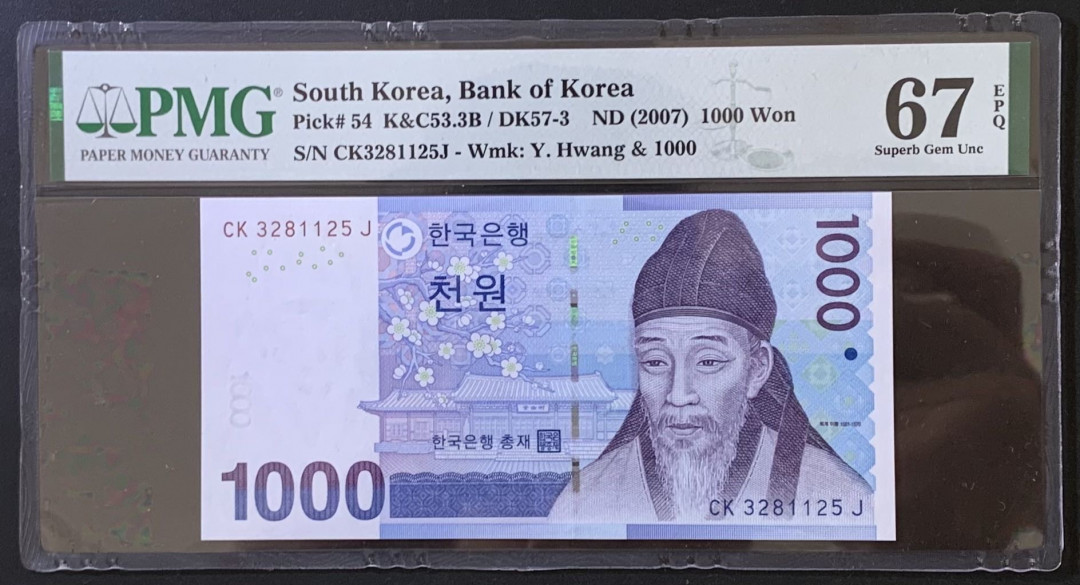 PMG®
PAPER MONEY GUARANTY
South Korea, Bank of Korea
Pick# 54 K&C53.3B / DK57-3 ND (2007) 1000 Won
S/N CK3281125J - Wmk: Y. Hwang & 1000
67
EPQ
Superb Gem Unc
CK 3281125 J
한국은행
천원
1000
한국은행 총재
1000
CK 3281125 J
1000